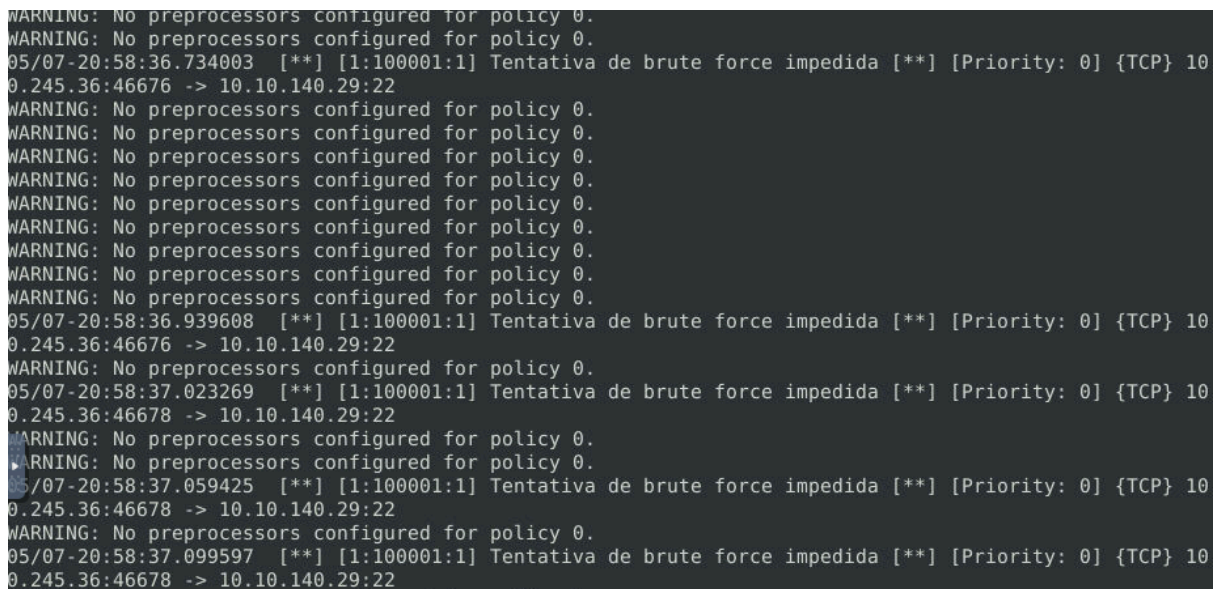 WARNING: No preprocessors configured for policy 0.
WARNING: No preprocessors configured for policy 0.
05/07-20:58:36.734003  [**] [1:100001:1] Tentativa de brute force impedida [**] [Priority: 0] {TCP} 10
0.245.36:46676 -> 10.10.140.29:22
WARNING: No preprocessors configured for policy 0.
WARNING: No preprocessors configured for policy 0.
WARNING: No preprocessors configured for policy 0.
WARNING: No preprocessors configured for policy 0.
WARNING: No preprocessors configured for policy 0.
WARNING: No preprocessors configured for policy 0.
WARNING: No preprocessors configured for policy 0.
WARNING: No preprocessors configured for policy 0.
WARNING: No preprocessors configured for policy 0.
05/07-20:58:36.939608  [**] [1:100001:1] Tentativa de brute force impedida [**] [Priority: 0] {TCP} 10
0.245.36:46676 -> 10.10.140.29:22
WARNING: No preprocessors configured for policy 0.
05/07-20:58:37.023269  [**] [1:100001:1] Tentativa de brute force impedida [**] [Priority: 0] {TCP} 10
0.245.36:46678 -> 10.10.140.29:22
WARNING: No preprocessors configured for policy 0.
WARNING: No preprocessors configured for policy 0.
05/07-20:58:37.059425  [**] [1:100001:1] Tentativa de brute force impedida [**] [Priority: 0] {TCP} 10
0.245.36:46678 -> 10.10.140.29:22
WARNING: No preprocessors configured for policy 0.
05/07-20:58:37.099597  [**] [1:100001:1] Tentativa de brute force impedida [**] [Priority: 0] {TCP} 10
0.245.36:46678 -> 10.10.140.29:22